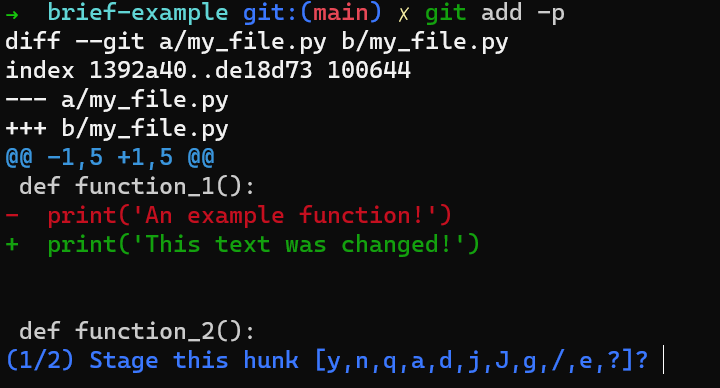 →  brief-example git:(main) ✗ git add -p
diff --git a/my_file.py b/my_file.py
index 1392a40..de18d73 100644
--- a/my_file.py
+++ b/my_file.py
@@ -1,5 +1,5 @@
 def function_1():
-  print('An example function!')
+  print('This text was changed!')
 def function_2():
(1/2) Stage this hunk [y,n,q,a,d,j,J,g,/,e,?]?